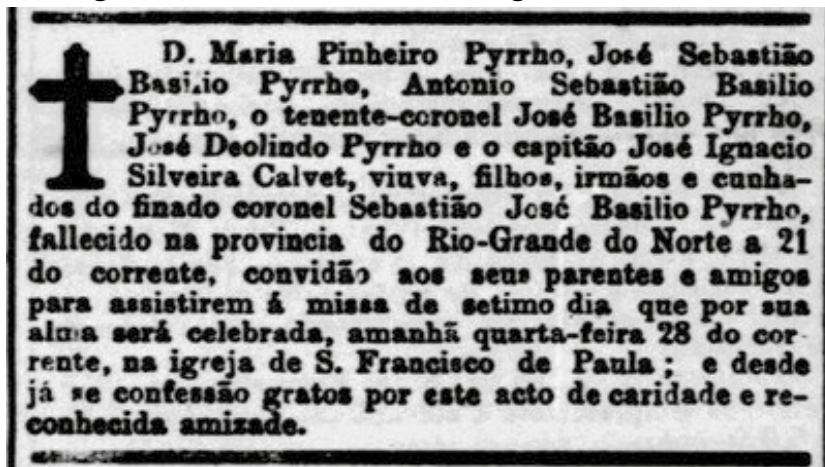 D. Maria Pinheiro Pyrrho, José Sebastião
Basilio Pyrrho, Antonio Sebastião Basilio
Pyrrho, o tenente-coronel José Basilio Pyrrho,
José Deolindo Pyrrho e o capitão José Ignacio
Silveira Calvet, viuva, filhos, irmãos e cunha-
dos do finado coronel Sebastião José Basilio Pyrrho,
fallecido na provincia do Rio-Grande do Norte a 21
do corrente, convidão aos seus parentes e amigos
para assistirem á missa de setimo dia que por sua
alma será celebrada, amanhã quarta-feira 28 do cor-
rente, na igreja de S. Francisco de Paula ; e desde
já se confessão gratos por este acto de caridade e re-
conhecida amizade.